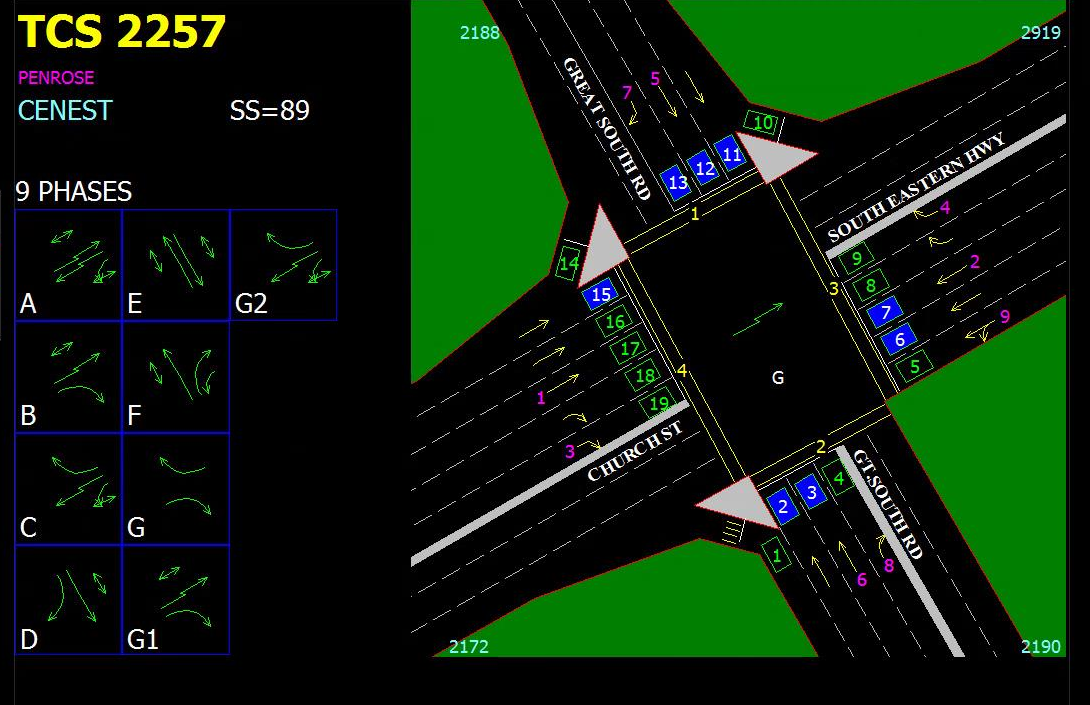 TCS 2257
PENROSE
CENEST
SS=89
9 PHASES
A
E
G2
B
F
C
G
D
G1
2188
2919
GREAT SOUTH RD
7
5
10
11
12
13
1
SOUTH EASTERN HWY
4
14
9
2
15
8
3
16
7
9
17
6
4
18
G
5
1
19
3
CHURCH ST
2
GT.SOUTH RD
4
3
2
1
8
6
2172
2190